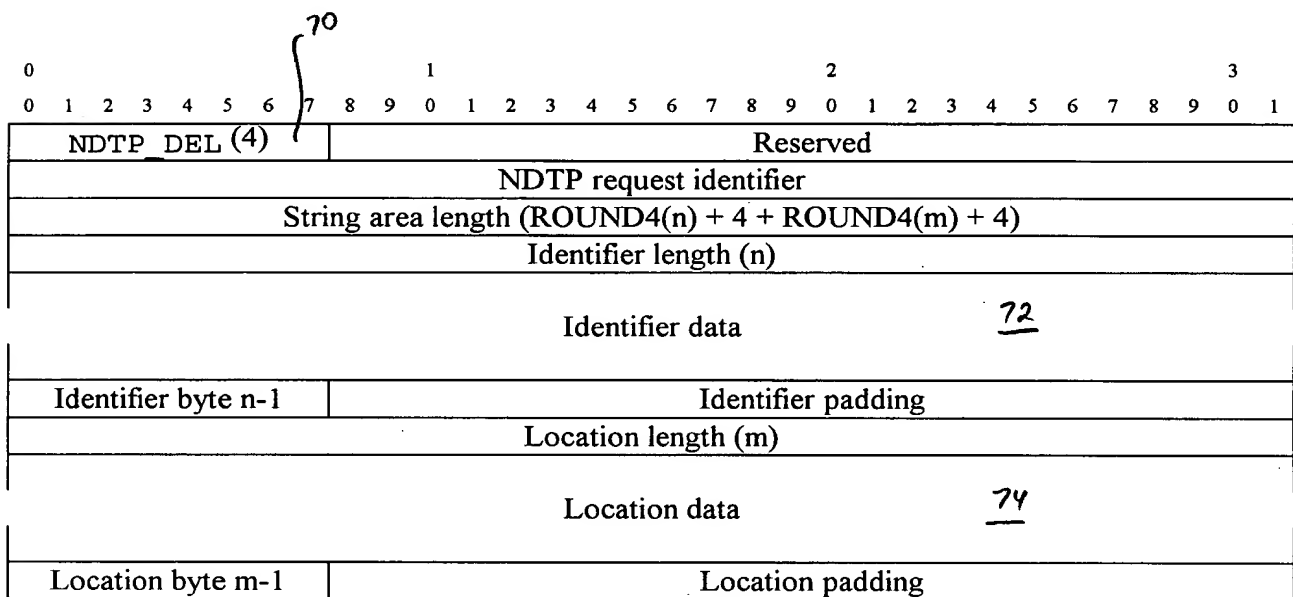 70
0 1 2 3
0 1 2 3 4 5 6 7 8 9 0 1 2 3 4 5 6 7 8 9 0 1 2 3 4 5 6 7 8 9 0 1
NDTP_DEL (4) Reserved
NDTP request identifier
String area length (ROUND4(n) + 4 + ROUND4(m) + 4)
Identifier length (n)
Identifier data 72
Identifier byte n-1 Identifier padding
Location length (m)
Location data 74
Location byte m-1 Location padding